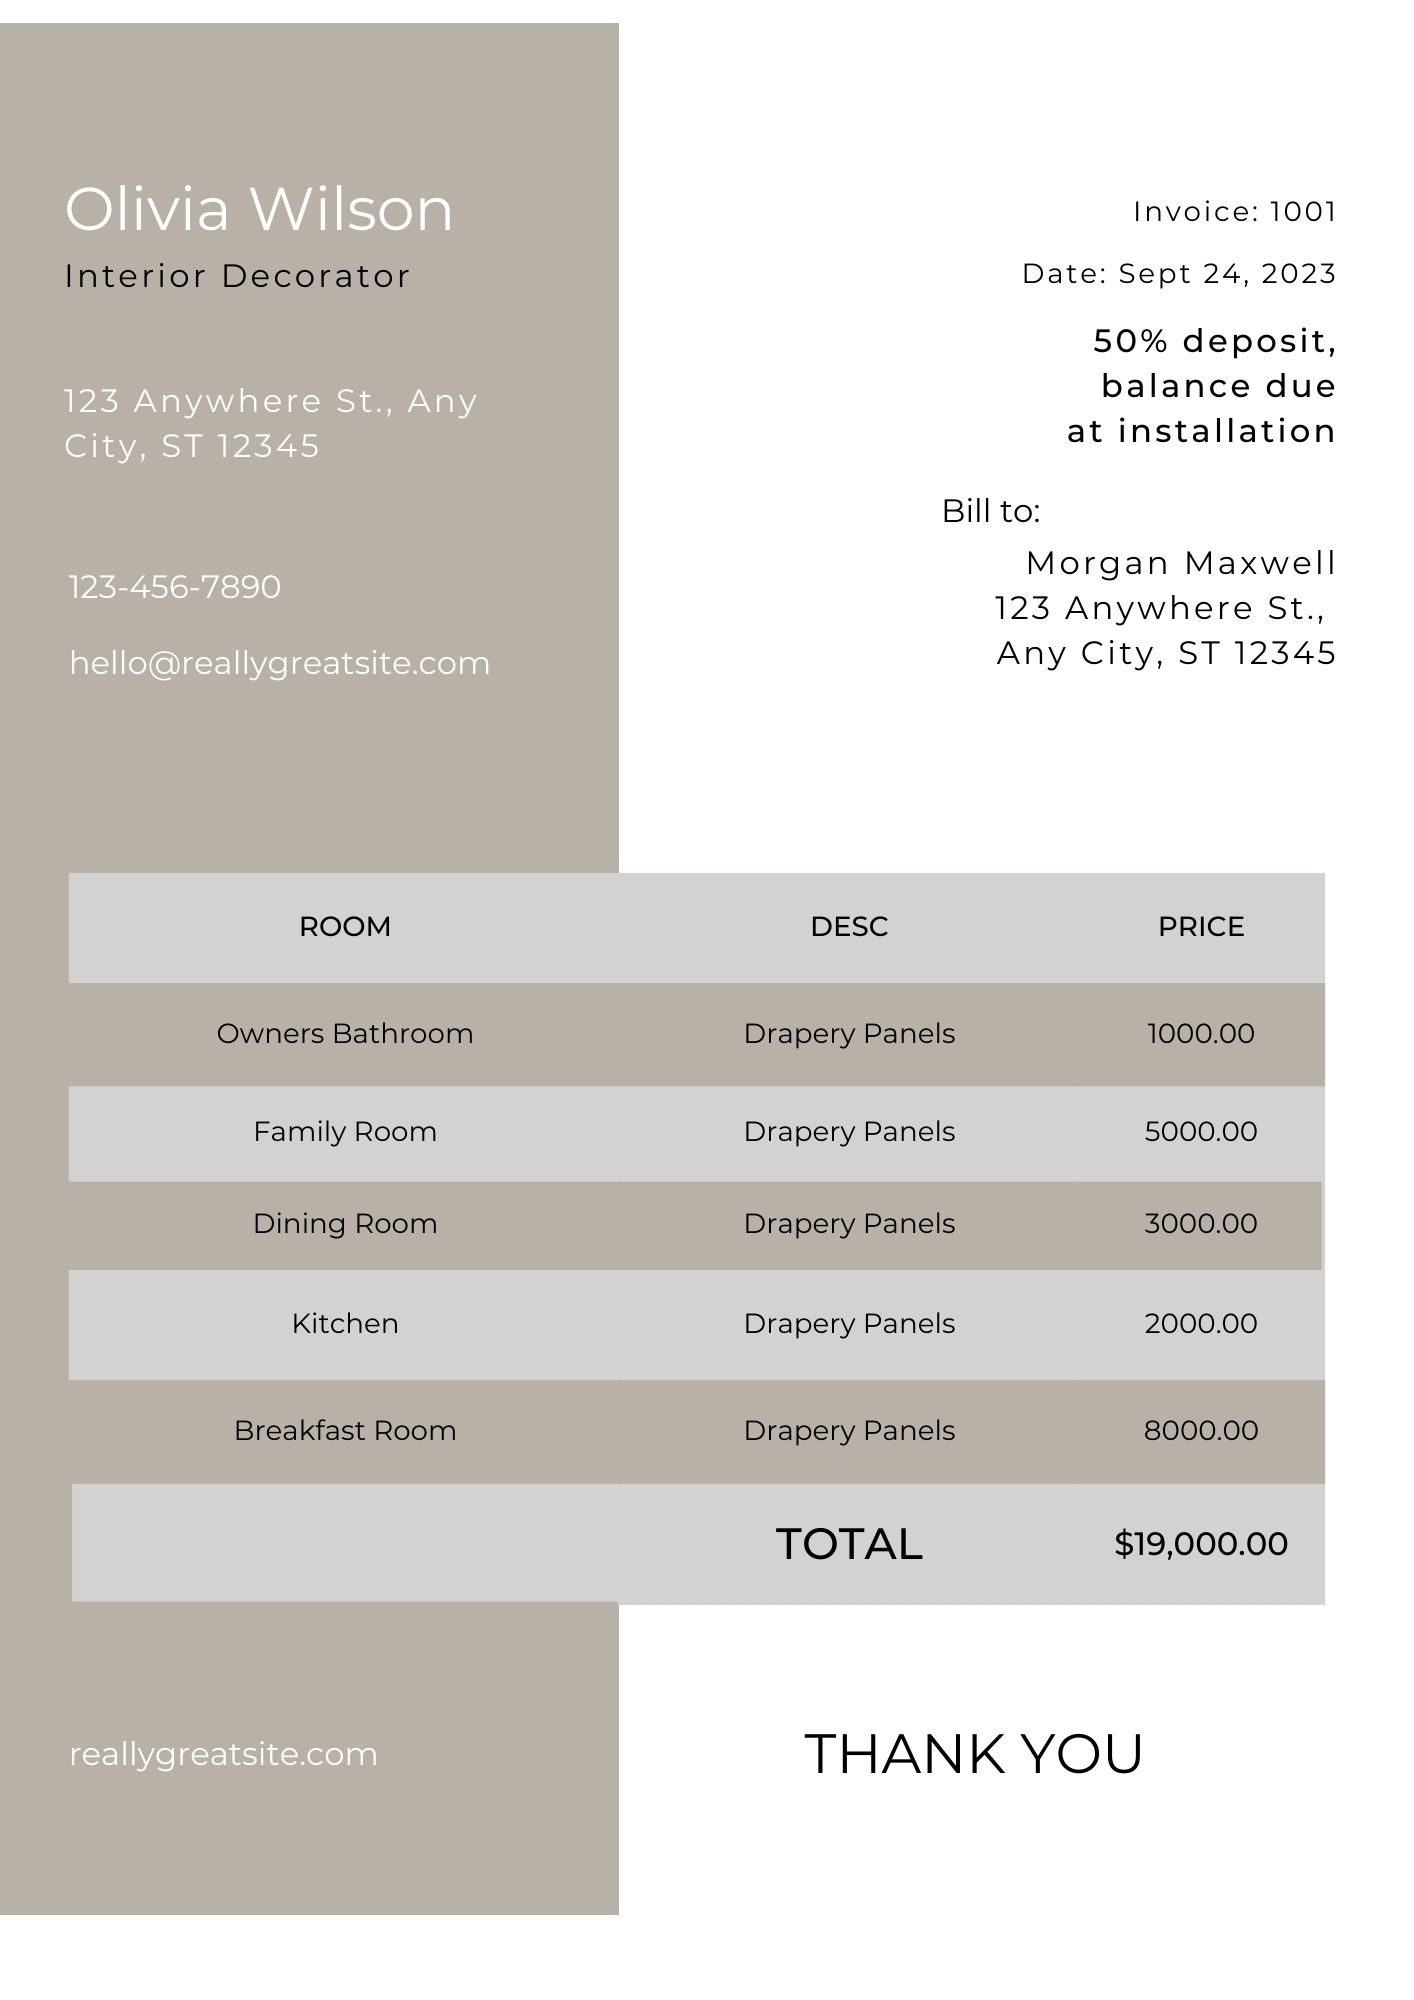 Olivia Wilson
Interior Decorator
123 Anywhere St., Any
City, ST 12345
123-456-7890
hello@reallygreatsite.com
Invoice: 1001
Date: Sept 24, 2023
50% deposit,
balance due
at installation
Bill to:
Morgan Maxwell
123 Anywhere St.,
Any City, ST 12345
ROOM DESC PRICE
Owners Bathroom Drapery Panels 1000.00
Family Room Drapery Panels 5000.00
Dining Room Drapery Panels 3000.00
Kitchen Drapery Panels 2000.00
Breakfast Room Drapery Panels 8000.00
TOTAL $19,000.00
reallygreatsite.com
THANK YOU